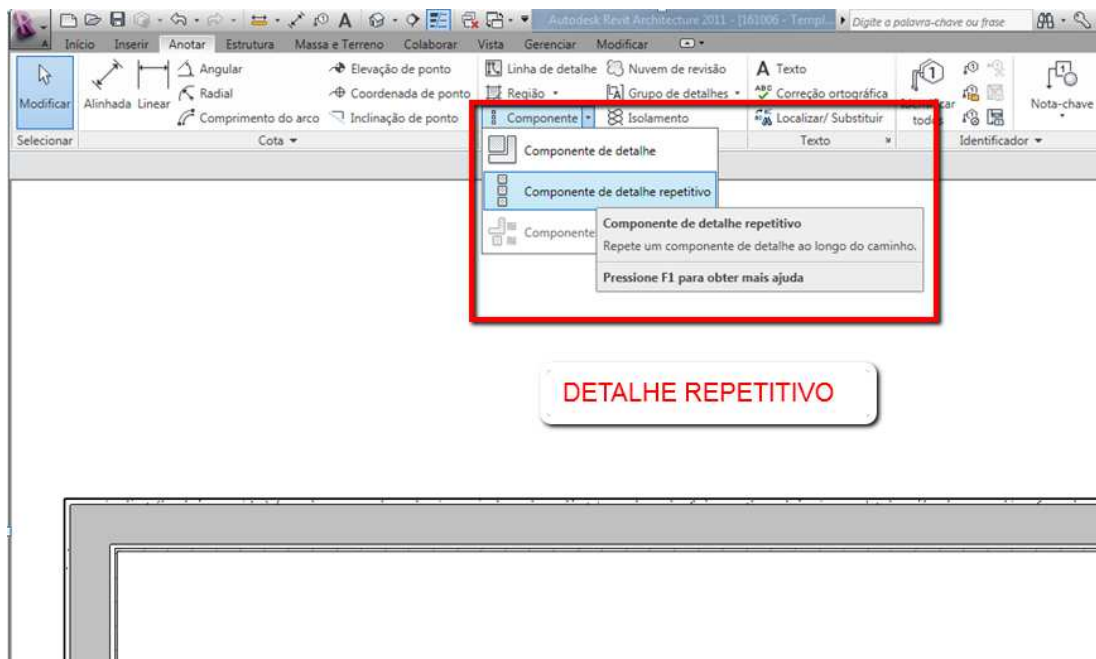 Autodesk Revit Architecture 2011 - [161006 - Templ... Digite a palavra-chave ou frase
Início Inserir Anotar Estrutura Massa e Terreno Colaborar Vista Gerenciar Modificar
Modificar
Alinhada Linear
Angular
Radial
Comprimento do arco
Elevação de ponto
Coordenada de ponto
Inclinação de ponto
Linha de detalhe
Região
Componente
Nuvem de revisão
Grupo de detalhes
Isolamento
A Texto
ABC Correção ortográfica
Localizar/ Substituir
todos
Nota-chave
Selecionar Cota Texto Identificador
Componente de detalhe
Componente de detalhe repetitivo
Componente
Componente de detalhe repetitivo
Repete um componente de detalhe ao longo do caminho.
Pressione F1 para obter mais ajuda
DETALHE REPETITIVO